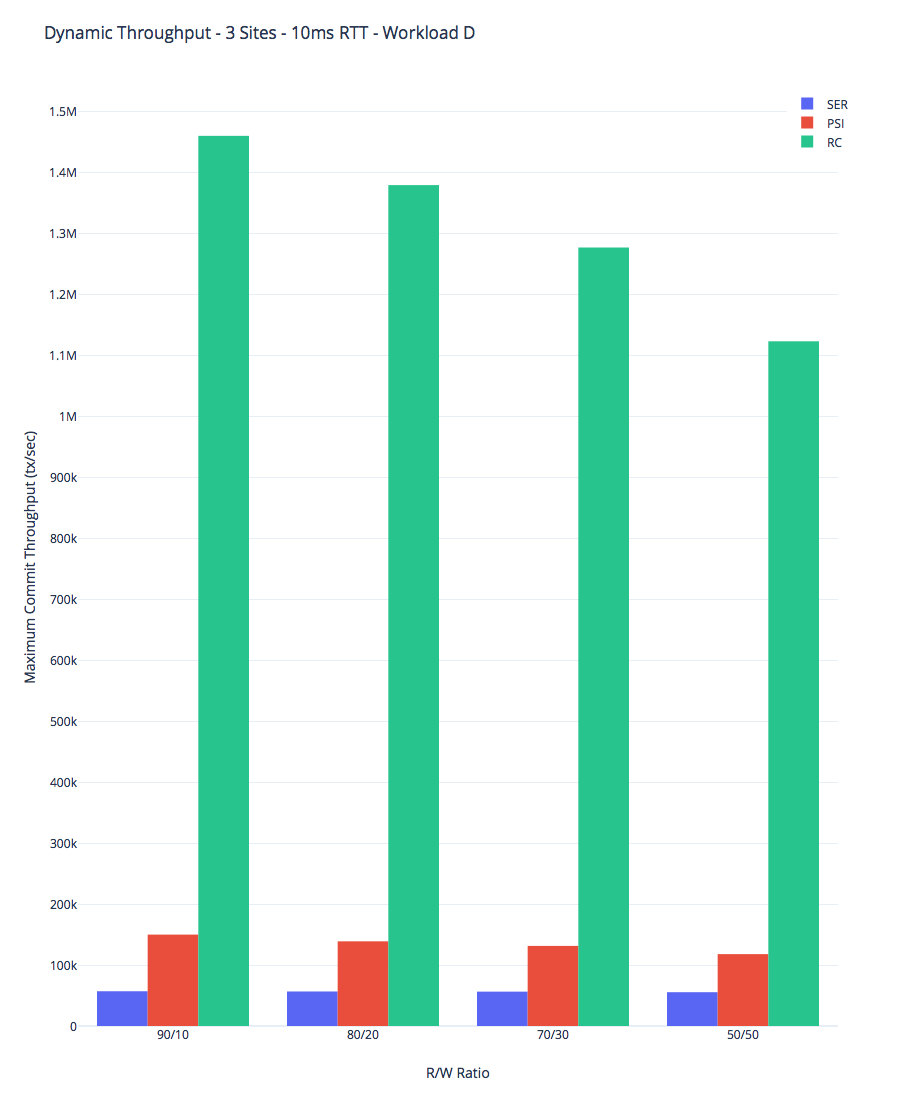 Dynamic Throughput - 3 Sites - 10ms RTT - Workload D
SER
PSI
RC
1.5M
1.4M
1.3M
1.2M
1.1M
1M
900k
800k
700k
600k
500k
400k
300k
200k
100k
0
Maximum Commit Throughput (tx/sec)
90/10
80/20
70/30
50/50
R/W Ratio